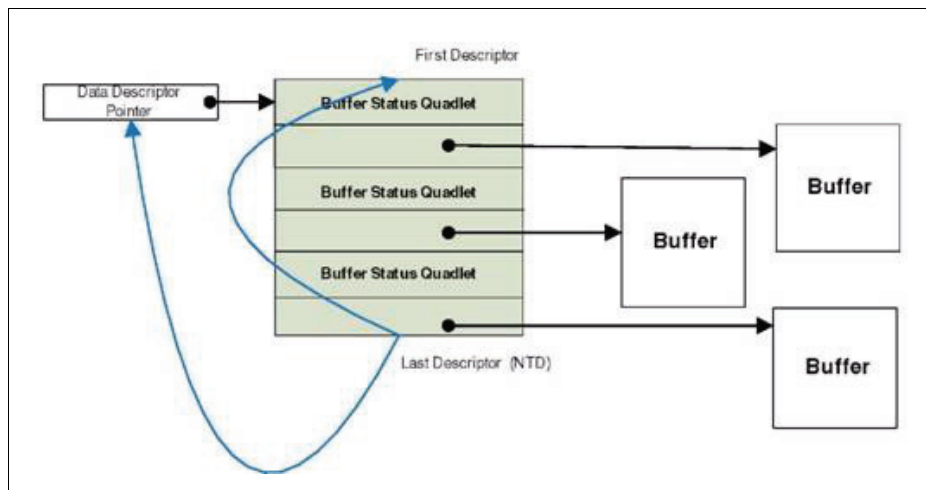 First Descriptor
Data Descriptor
Pointer
Buffer Status Quadlet
Buffer
Buffer Status Quadlet
Buffer
Buffer Status Quadlet
Buffer
Last Descriptor (NTD)